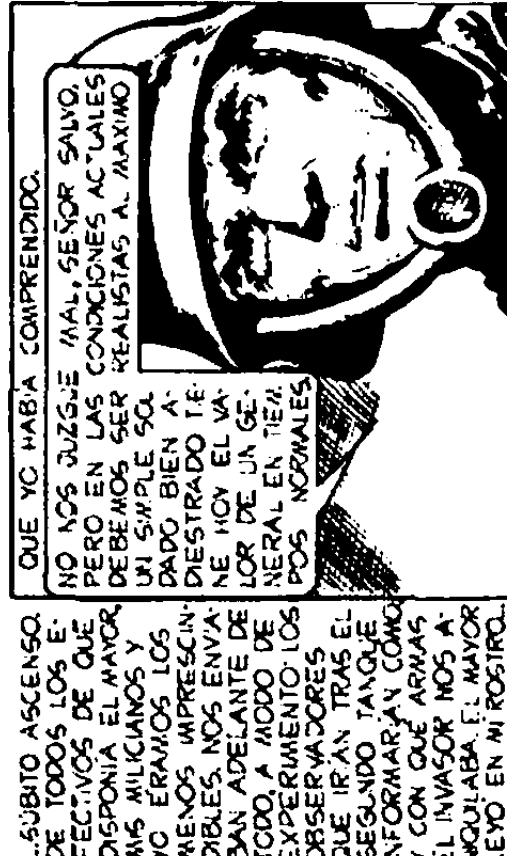 ...SÚBITO ASCENSO.
DE TODOS LOS E-
FECTIVOS DE QUE
DISPONÍA EL MAYOR,
MIS MILICIANOS Y
YO ÉRAMOS LOS
MENOS IMPRESCIN-
DIBLES. NOS ENVIA-
BAN ADELANTE DE
TODO, A MODO DE
EXPERIMENTO. LOS
OBSERVADORES
QUE IRÁN TRAS EL
SEGUNDO TANQUE
INFORMARÁN CÓMO
Y CON QUÉ ARMAS
EL INVASOR NOS A-
NIQUILABA. EL MAYOR
LEYÓ EN MI ROSTRO...
QUE YO HABÍA COMPRENDIDO.
NO NOS JUZGUE MAL, SEÑOR SALVO,
PERO EN LAS CONDICIONES ACTUALES
DEBEMOS SER REALISTAS AL MÁXIMO
UN SIMPLE SOL
DADO BIEN A-
DIESTRADO TIE-
NE HOY EL VA-
LOR DE UN GE-
NERAL EN TIEM-
POS NORMALES.